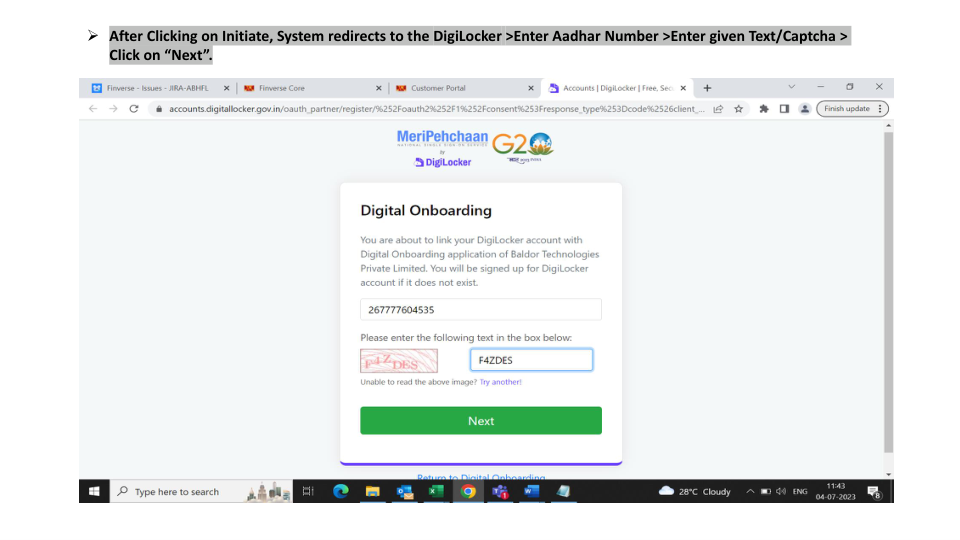 ➢ After Clicking on Initiate, System redirects to the DigiLocker >Enter Aadhar Number >Enter given Text/Captcha >
Click on “Next”.
Finverse - Issues - JIRA-ABHFL
Finverse Core
Customer Portal
Accounts | DigiLocker | Free, Sec
accounts.digitallocker.gov.in/oauth_partner/register/%252Foauth2%252F1%252Fconsent%253Fresponse_type%253Dcode%2526client_...
Finish update
MeriPehchaan
NATIONAL SINGLE SIGN-ON SERVICE
by
DigiLocker
G20
Digital Onboarding
You are about to link your DigiLocker account with
Digital Onboarding application of Baldor Technologies
Private Limited. You will be signed up for DigiLocker
account if it does not exist.
267777604535
Please enter the following text in the box below:
F4ZDES
F4ZDES
Unable to read the above image? Try another!
Next
Return to Digital Onboarding
Type here to search
28°C Cloudy
ENG
11:43
04-07-2023
8